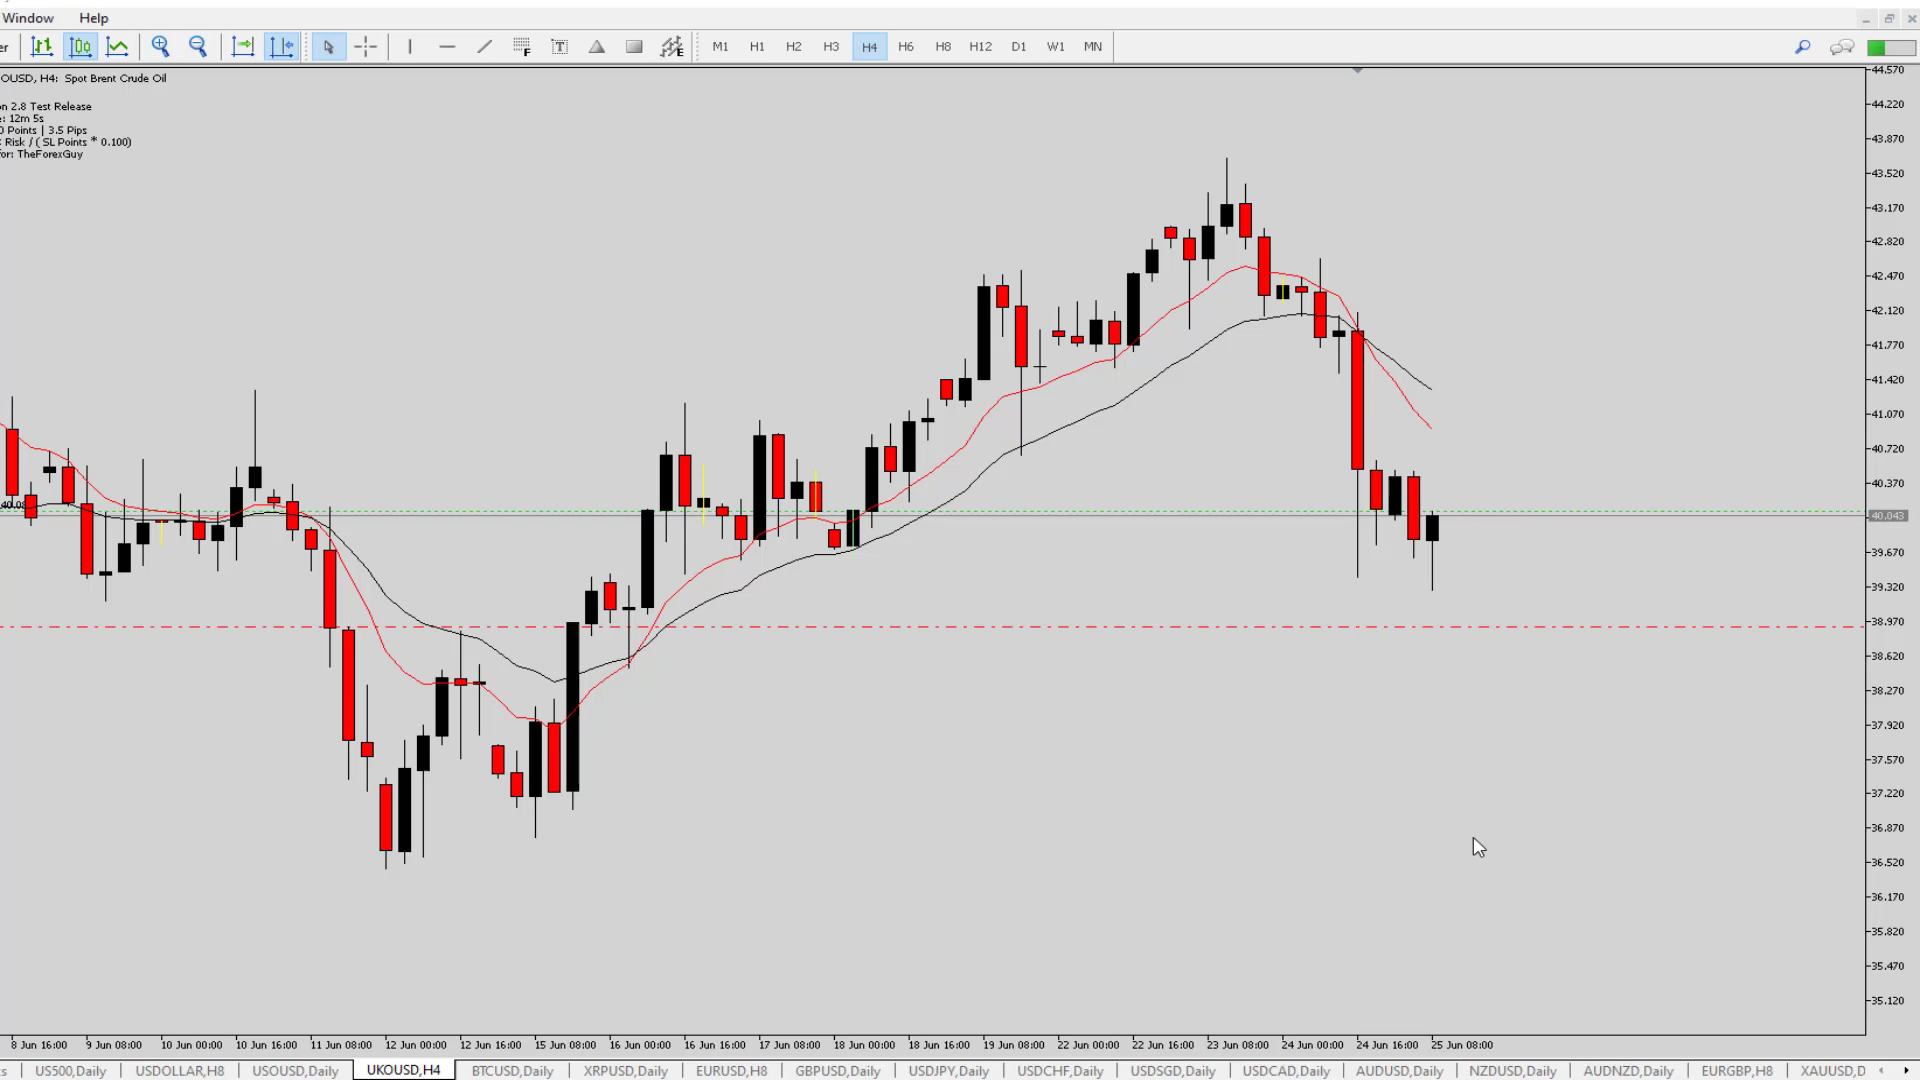 Window Help
er M1 H1 H2 H3 H4 H6 H8 H12 D1 W1 MN
OUSD, H4: Spot Brent Crude Oil
on 2.8 Test Release
e: 12m 5s
0 Points | 3.5 Pips
: Risk / ( SL Points * 0.100)
for: TheForexGuy
44.570
44.220
43.870
43.520
43.170
42.820
42.470
42.120
41.770
41.420
41.070
40.720
40.370
40.043
39.670
39.320
38.970
38.620
38.270
37.920
37.570
37.220
36.870
36.520
36.170
35.820
35.470
35.120
8 Jun 16:00 9 Jun 08:00 10 Jun 00:00 10 Jun 16:00 11 Jun 08:00 12 Jun 00:00 12 Jun 16:00 15 Jun 08:00 16 Jun 00:00 16 Jun 16:00 17 Jun 08:00 18 Jun 00:00 18 Jun 16:00 19 Jun 08:00 22 Jun 00:00 22 Jun 16:00 23 Jun 08:00 24 Jun 00:00 24 Jun 16:00 25 Jun 08:00
s US500,Daily USDOLLAR,H8 USOUSD,Daily UKOUSD,H4 BTCUSD,Daily XRPUSD,Daily EURUSD,H8 GBPUSD,Daily USDJPY,Daily USDCHF,Daily USDSGD,Daily USDCAD,Daily AUDUSD,Daily NZDUSD,Daily AUDNZD,Daily EURGBP,H8 XAUUSD,D